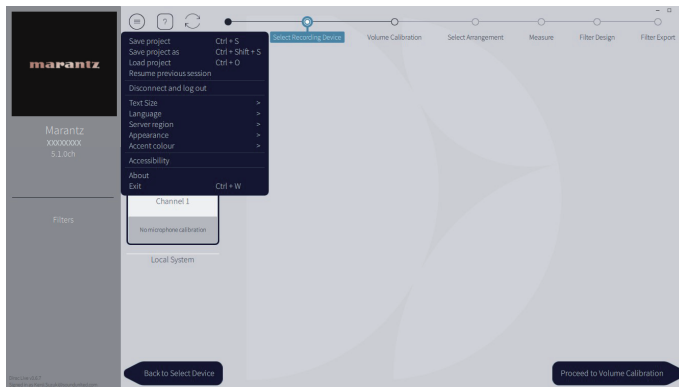 ?
Select Recording Device
Volume Calibration
Select Arrangement
Measure
Filter Design
Filter Export
marantz
Marantz
XXXXXXX
5.1.0ch
Filters
Save project Ctrl + S
Save project as Ctrl + Shift + S
Load project Ctrl + O
Resume previous session
Disconnect and log out
Text Size >
Language >
Server region >
Appearance >
Accent colour >
Accessibility
About
Exit Ctrl + W
Channel 1
No microphone calibration
Local System
Back to Select Device
Proceed to Volume Calibration